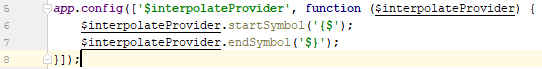 5 app.config(['$interpolateProvider', function ($interpolateProvider) {
6 $interpolateProvider.startSymbol('{$');
7 $interpolateProvider.endSymbol('$}');
8 }]);